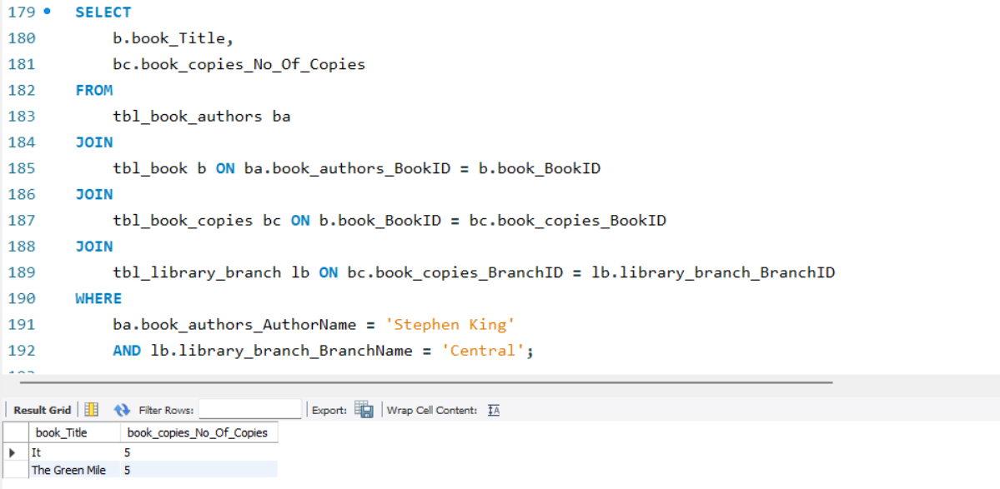 179 SELECT
180 b.book_Title,
181 bc.book_copies_No_Of_Copies
182 FROM
183 tbl_book_authors ba
184 JOIN
185 tbl_book b ON ba.book_authors_BookID = b.book_BookID
186 JOIN
187 tbl_book_copies bc ON b.book_BookID = bc.book_copies_BookID
188 JOIN
189 tbl_library_branch lb ON bc.book_copies_BranchID = lb.library_branch_BranchID
190 WHERE
191 ba.book_authors_AuthorName = 'Stephen King'
192 AND lb.library_branch_BranchName = 'Central';
Result Grid Filter Rows: Export: Wrap Cell Content:
book_Title book_copies_No_Of_Copies
It 5
The Green Mile 5